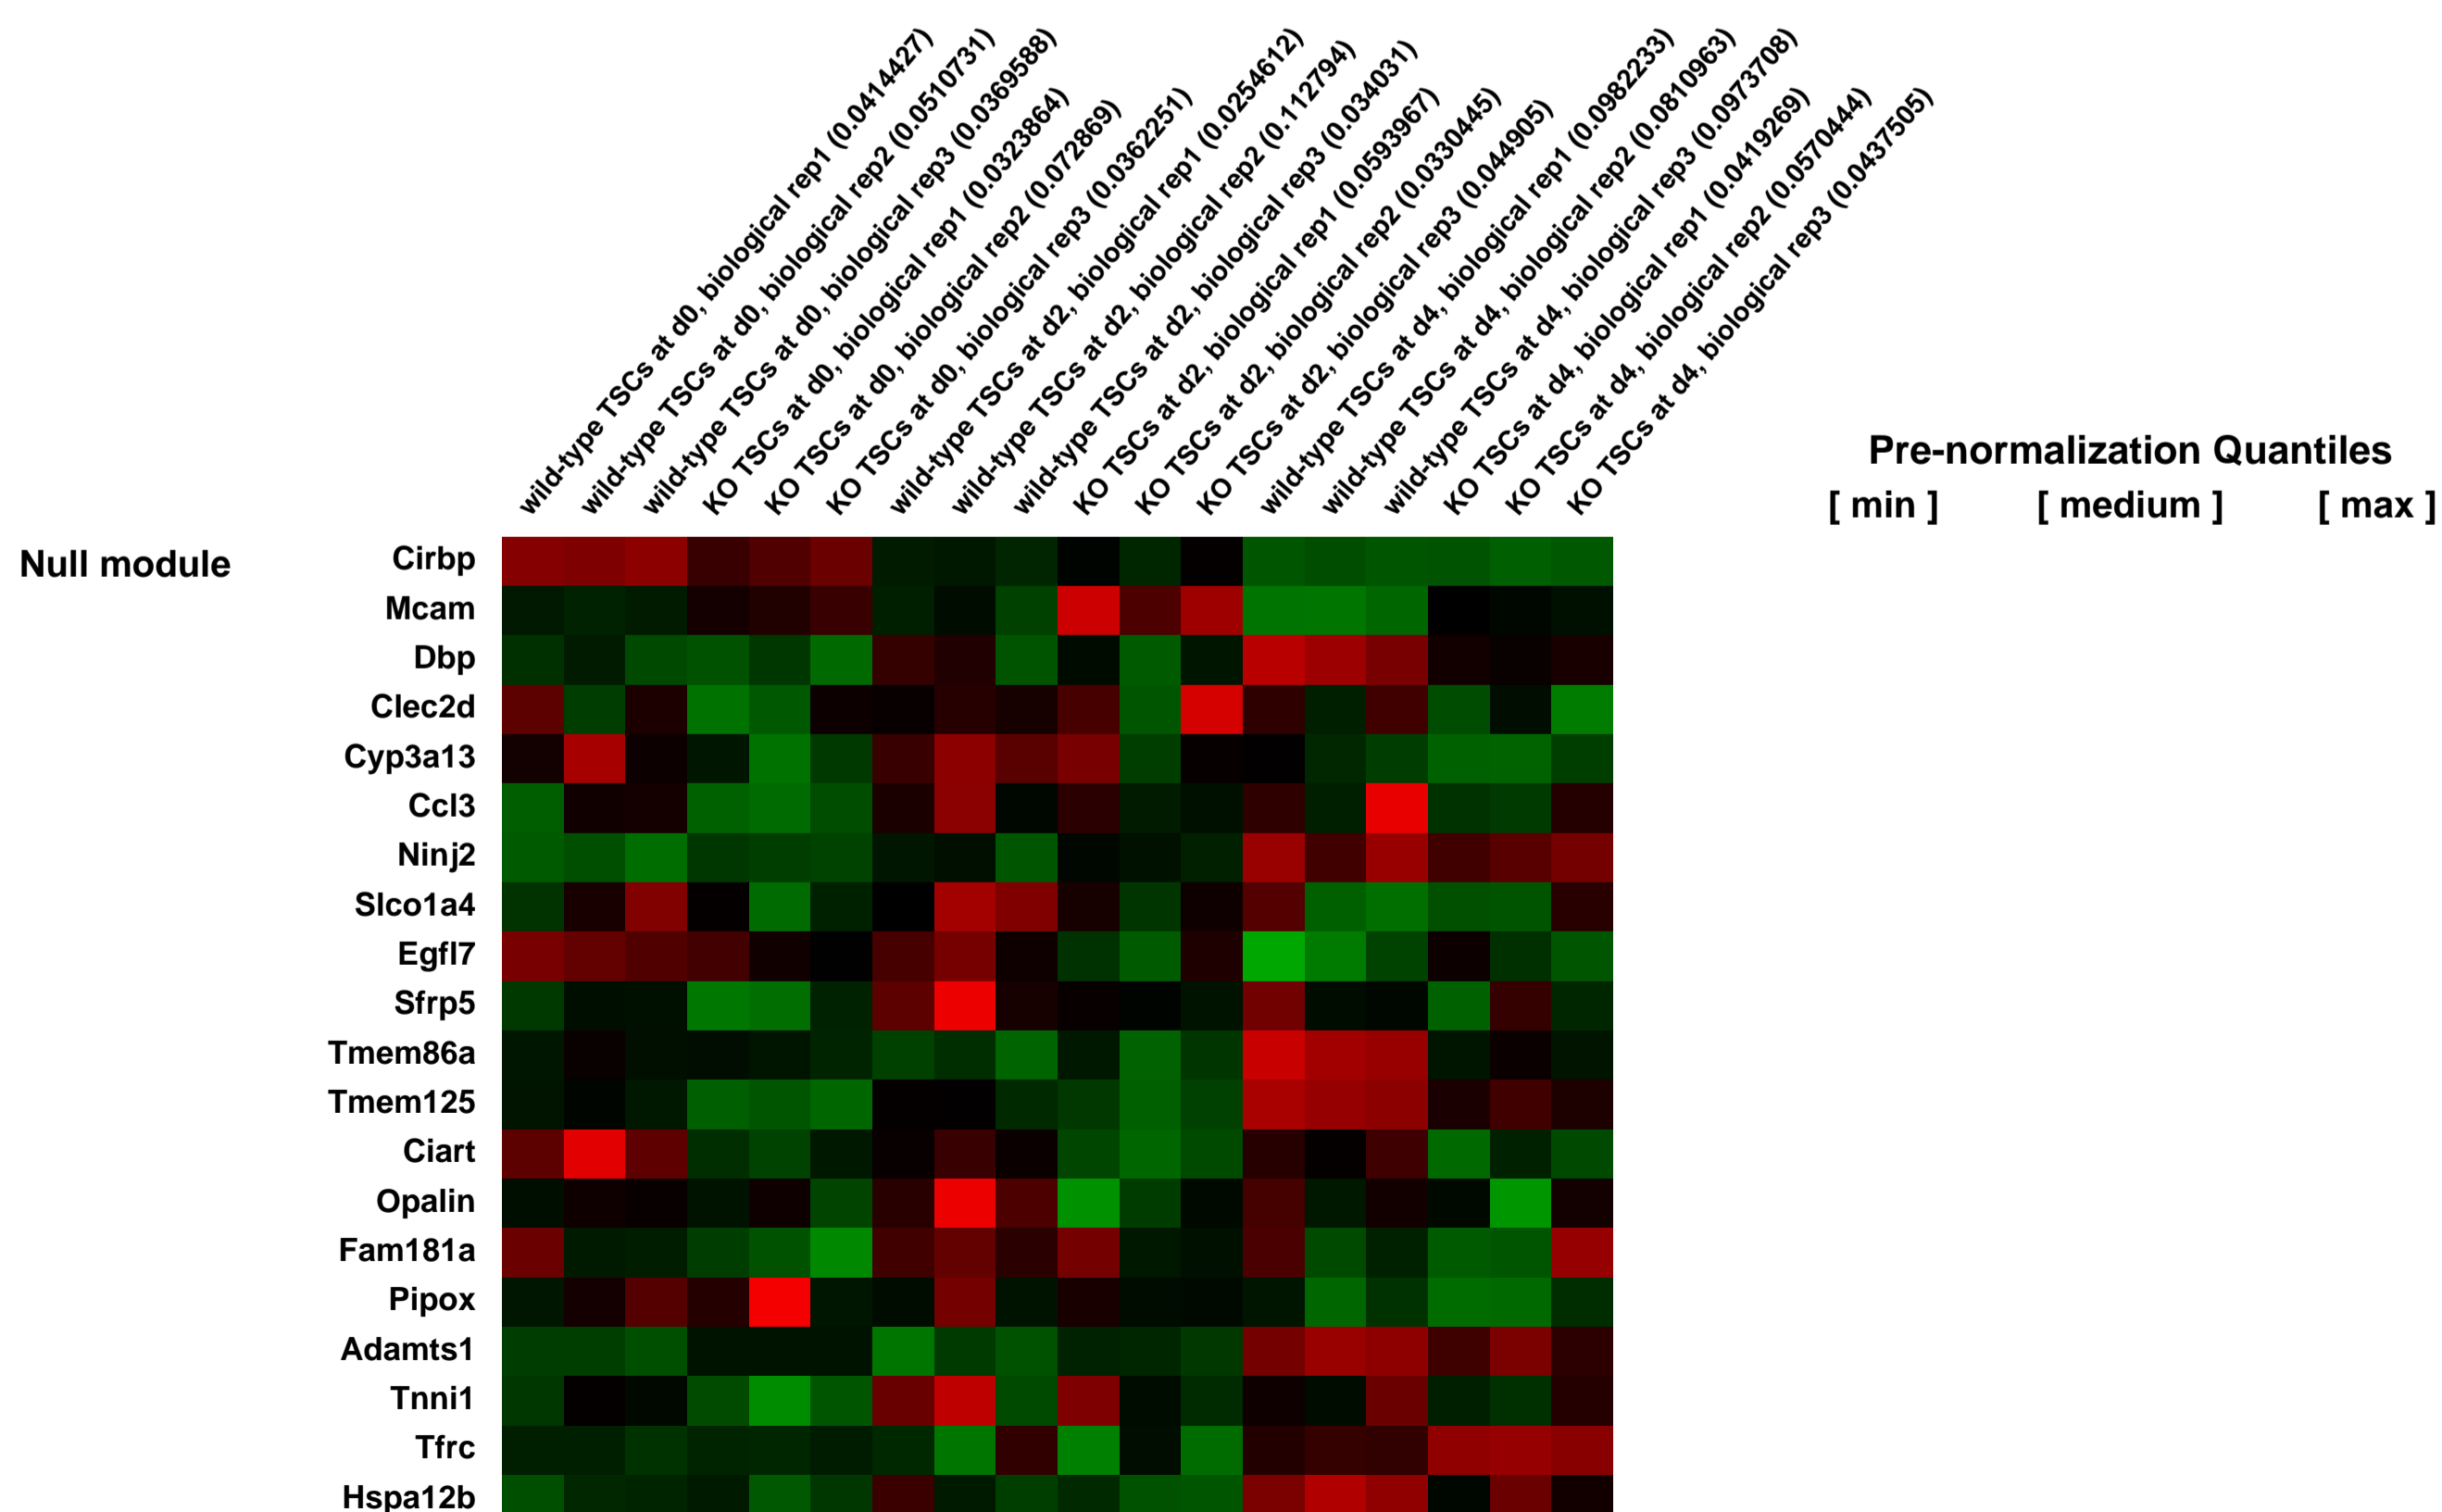 wild-type TSCs at d0, biological rep1 (0.0414427)
wild-type TSCs at d0, biological rep2 (0.0510731)
wild-type TSCs at d0, biological rep3 (0.0369588)
KO TSCs at d0, biological rep1 (0.0323864)
KO TSCs at d0, biological rep2 (0.072869)
KO TSCs at d0, biological rep3 (0.0362251)
wild-type TSCs at d2, biological rep1 (0.0254612)
wild-type TSCs at d2, biological rep2 (0.112794)
wild-type TSCs at d2, biological rep3 (0.034031)
KO TSCs at d2, biological rep1 (0.0593967)
KO TSCs at d2, biological rep2 (0.0330445)
KO TSCs at d2, biological rep3 (0.044905)
wild-type TSCs at d4, biological rep1 (0.0982233)
wild-type TSCs at d4, biological rep2 (0.0810963)
wild-type TSCs at d4, biological rep3 (0.0973708)
KO TSCs at d4, biological rep1 (0.0419269)
KO TSCs at d4, biological rep2 (0.0570444)
KO TSCs at d4, biological rep3 (0.0437505)
Pre-normalization Quantiles
[ min ] [ medium ] [ max ]
Null module
Cirbp
Mcam
Dbp
Clec2d
Cyp3a13
Ccl3
Ninj2
Slco1a4
Egfl7
Sfrp5
Tmem86a
Tmem125
Ciart
Opalin
Fam181a
Pipox
Adamts1
Tnni1
Tfrc
Hspa12b